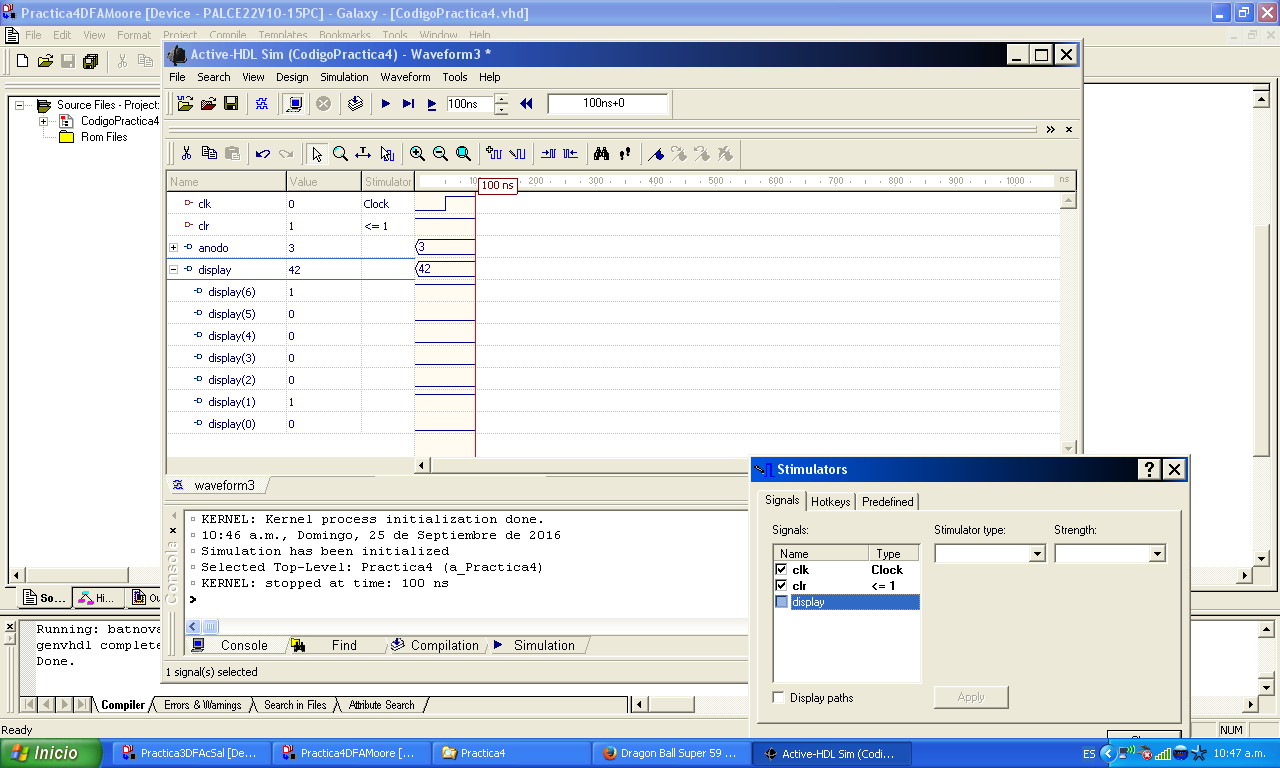 Practica4DFAMoore [Device - PALCE22V10-15PC] - Galaxy - [CodigoPractica4.vhd]
File Edit View Format Project Compile Templates Bookmarks Tools Window Help
Active-HDL Sim (CodigoPractica4) - Waveform3 *
File Search View Design Simulation Waveform Tools Help
100ns
100ns+0
Source Files - Project
CodigoPractica4
Rom Files
Name Value Stimulator
200 300 400 500 600 700 800 900 1000 ns
100 ns
clk 0 Clock
clr 1 <= 1
anodo 3 3
display 42 42
display(6) 1
display(5) 0
display(4) 0
display(3) 0
display(2) 0
display(1) 1
display(0) 0
waveform3
Console
KERNEL: Kernel process initialization done.
10:46 a.m., Domingo, 25 de Septiembre de 2016
Simulation has been initialized
Selected Top-Level: Practica4 (a_Practica4)
KERNEL: stopped at time: 100 ns
>
Console Find Compilation Simulation
1 signal(s) selected
So... Hi... Ou
Running: batnova
genvhdl complete
Done.
Compiler Errors & Warnings Search in Files Attribute Search
Ready
NUM
Stimulators
Signals Hotkeys Predefined
Signals:
Stimulator type:
Strength:
Name Type
clk Clock
clr <= 1
display
Display paths
Apply
Inicio
Practica3DFAcSal [De...
Practica4DFAMoore [...
Practica4
Dragon Ball Super 59 ...
Active-HDL Sim (Codi...
ES
10:47 a.m.